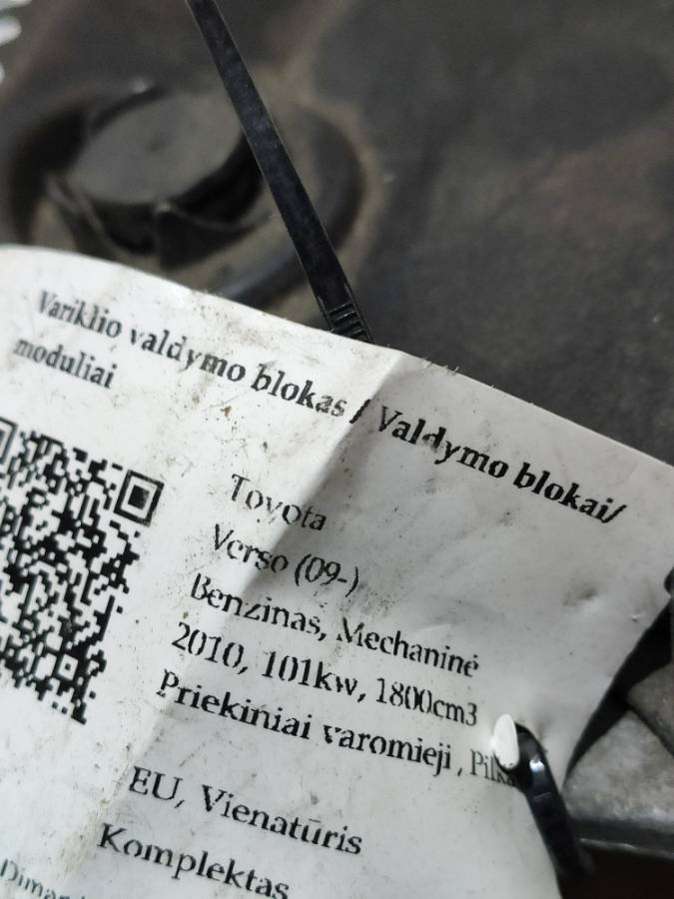 Variklio valdymo blokas / Valdymo blokai/
moduliai
Toyota
Verso (09-)
Benzinas, Mechaninė
2010, 101kw, 1800cm3
Priekiniai varomieji ,
EU, Vienatūris
Komplektas